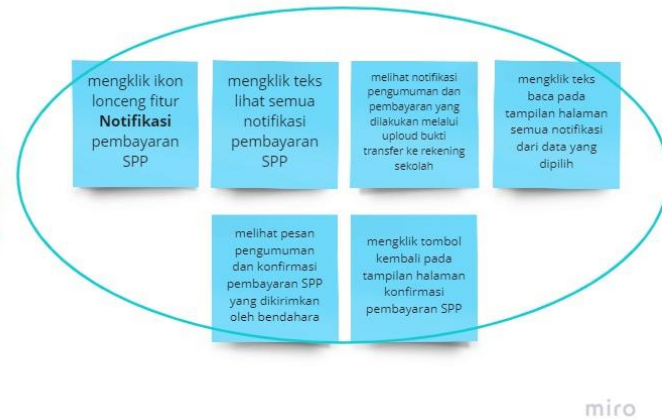 mengklik ikon
lonceng fitur
Notifikasi
pembayaran
SPP
mengklik teks
lihat semua
notifikasi
pembayaran
SPP
melihat notifikasi
pengumuman dan
pembayaran yang
dilakukan melalui
uploud bukti
transfer ke rekening
sekolah
mengklik teks
baca pada
tampilan halaman
semua notifikasi
dari data yang
dipilih
melihat pesan
pengumuman
dan konfirmasi
pembayaran SPP
yang dikirimkan
oleh bendahara
mengklik tombol
kembali pada
tampilan halaman
konfirmasi
pembayaran SPP
miro